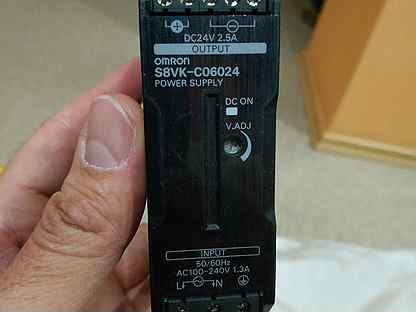 DC24V 2.5A
OUTPUT
OMRON
S8VK-C06024
POWER SUPPLY
DC ON
V.ADJ
INPUT
50/60Hz
AC100-240V 1.3A
L N